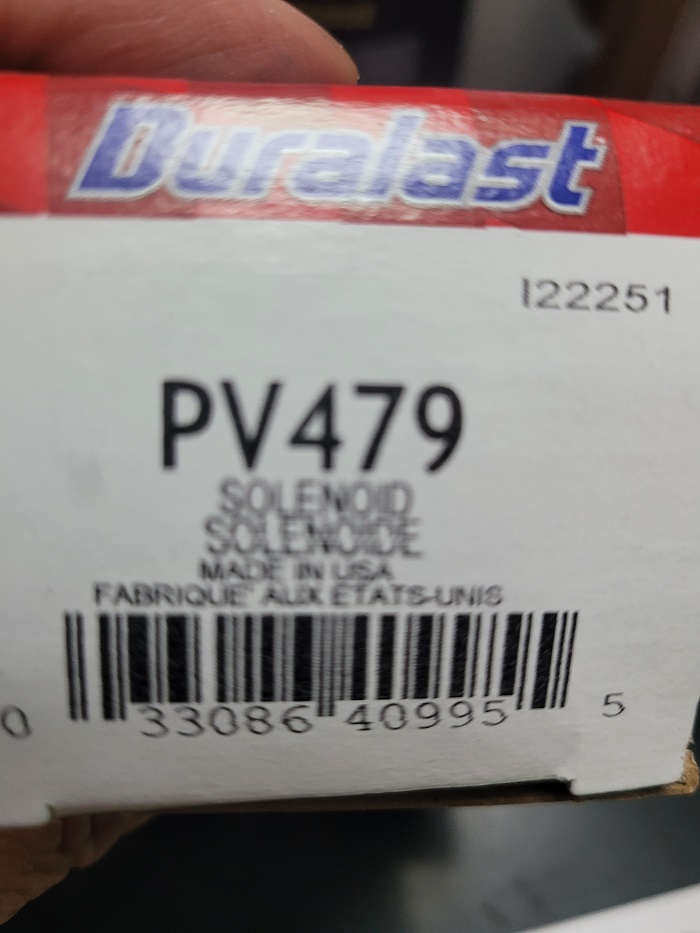 Duralast
I22251
PV479
SOLENOID
SOLENOIDE
MADE IN USA
FABRIQUE' AUX ETATS-UNIS
0 33086 40995 5